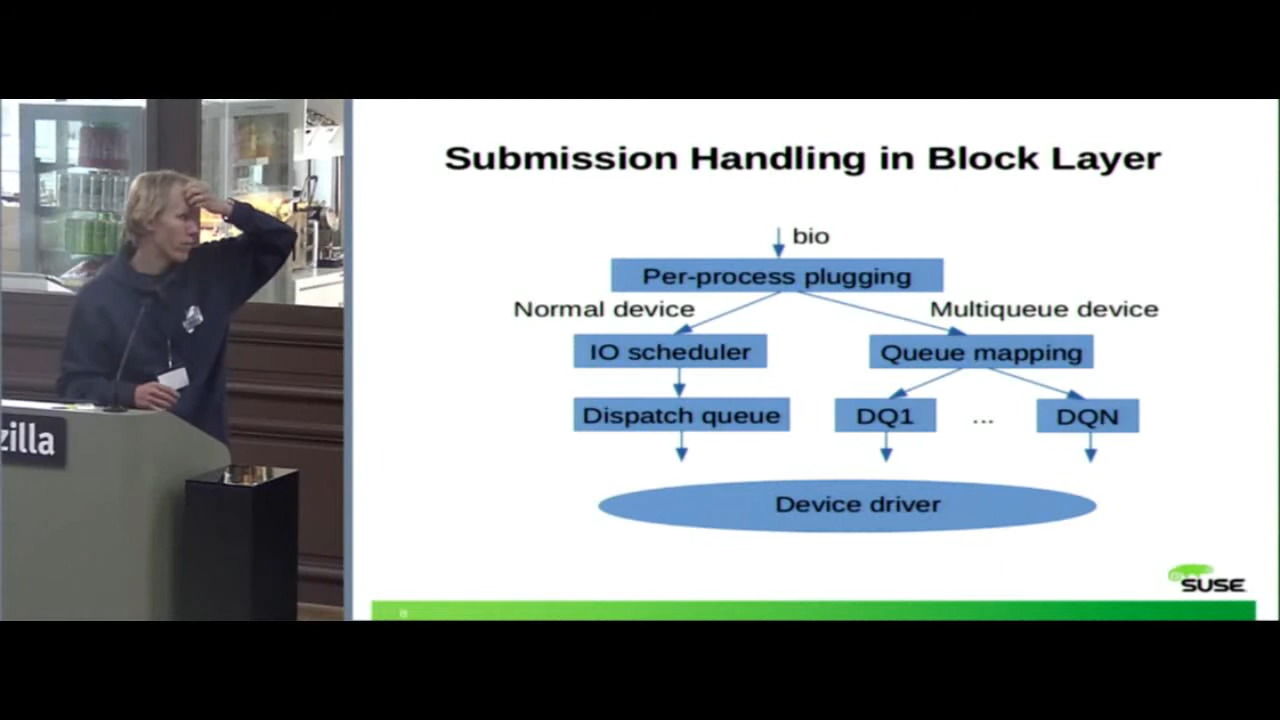 Submission Handling in Block Layer
bio
Per-process plugging
Normal device
Multiqueue device
IO scheduler
Queue mapping
Dispatch queue
DQ1
...
DQN
Device driver
SUSE
zilla